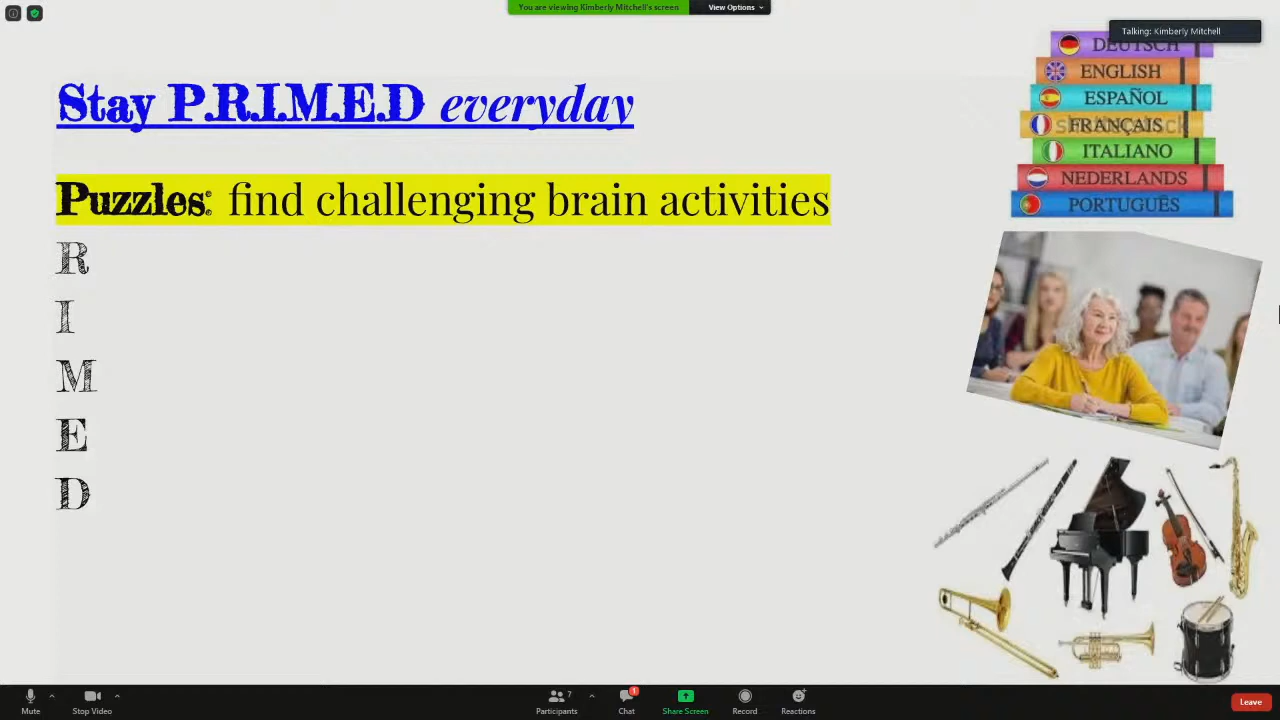 You are viewing Kimberly Mitchell's screen
View Options
Talking: Kimberly Mitchell
DEUTSCH
ENGLISH
ESPAÑOL
FRANÇAIS
ITALIANO
NEDERLANDS
PORTUGUÊS
Stay P.R.I.M.E.D everyday
Puzzles: find challenging brain activities
R
I
M
E
D
Mute
Stop Video
Participants 7
Chat 1
Share Screen
Record
Reactions
Leave